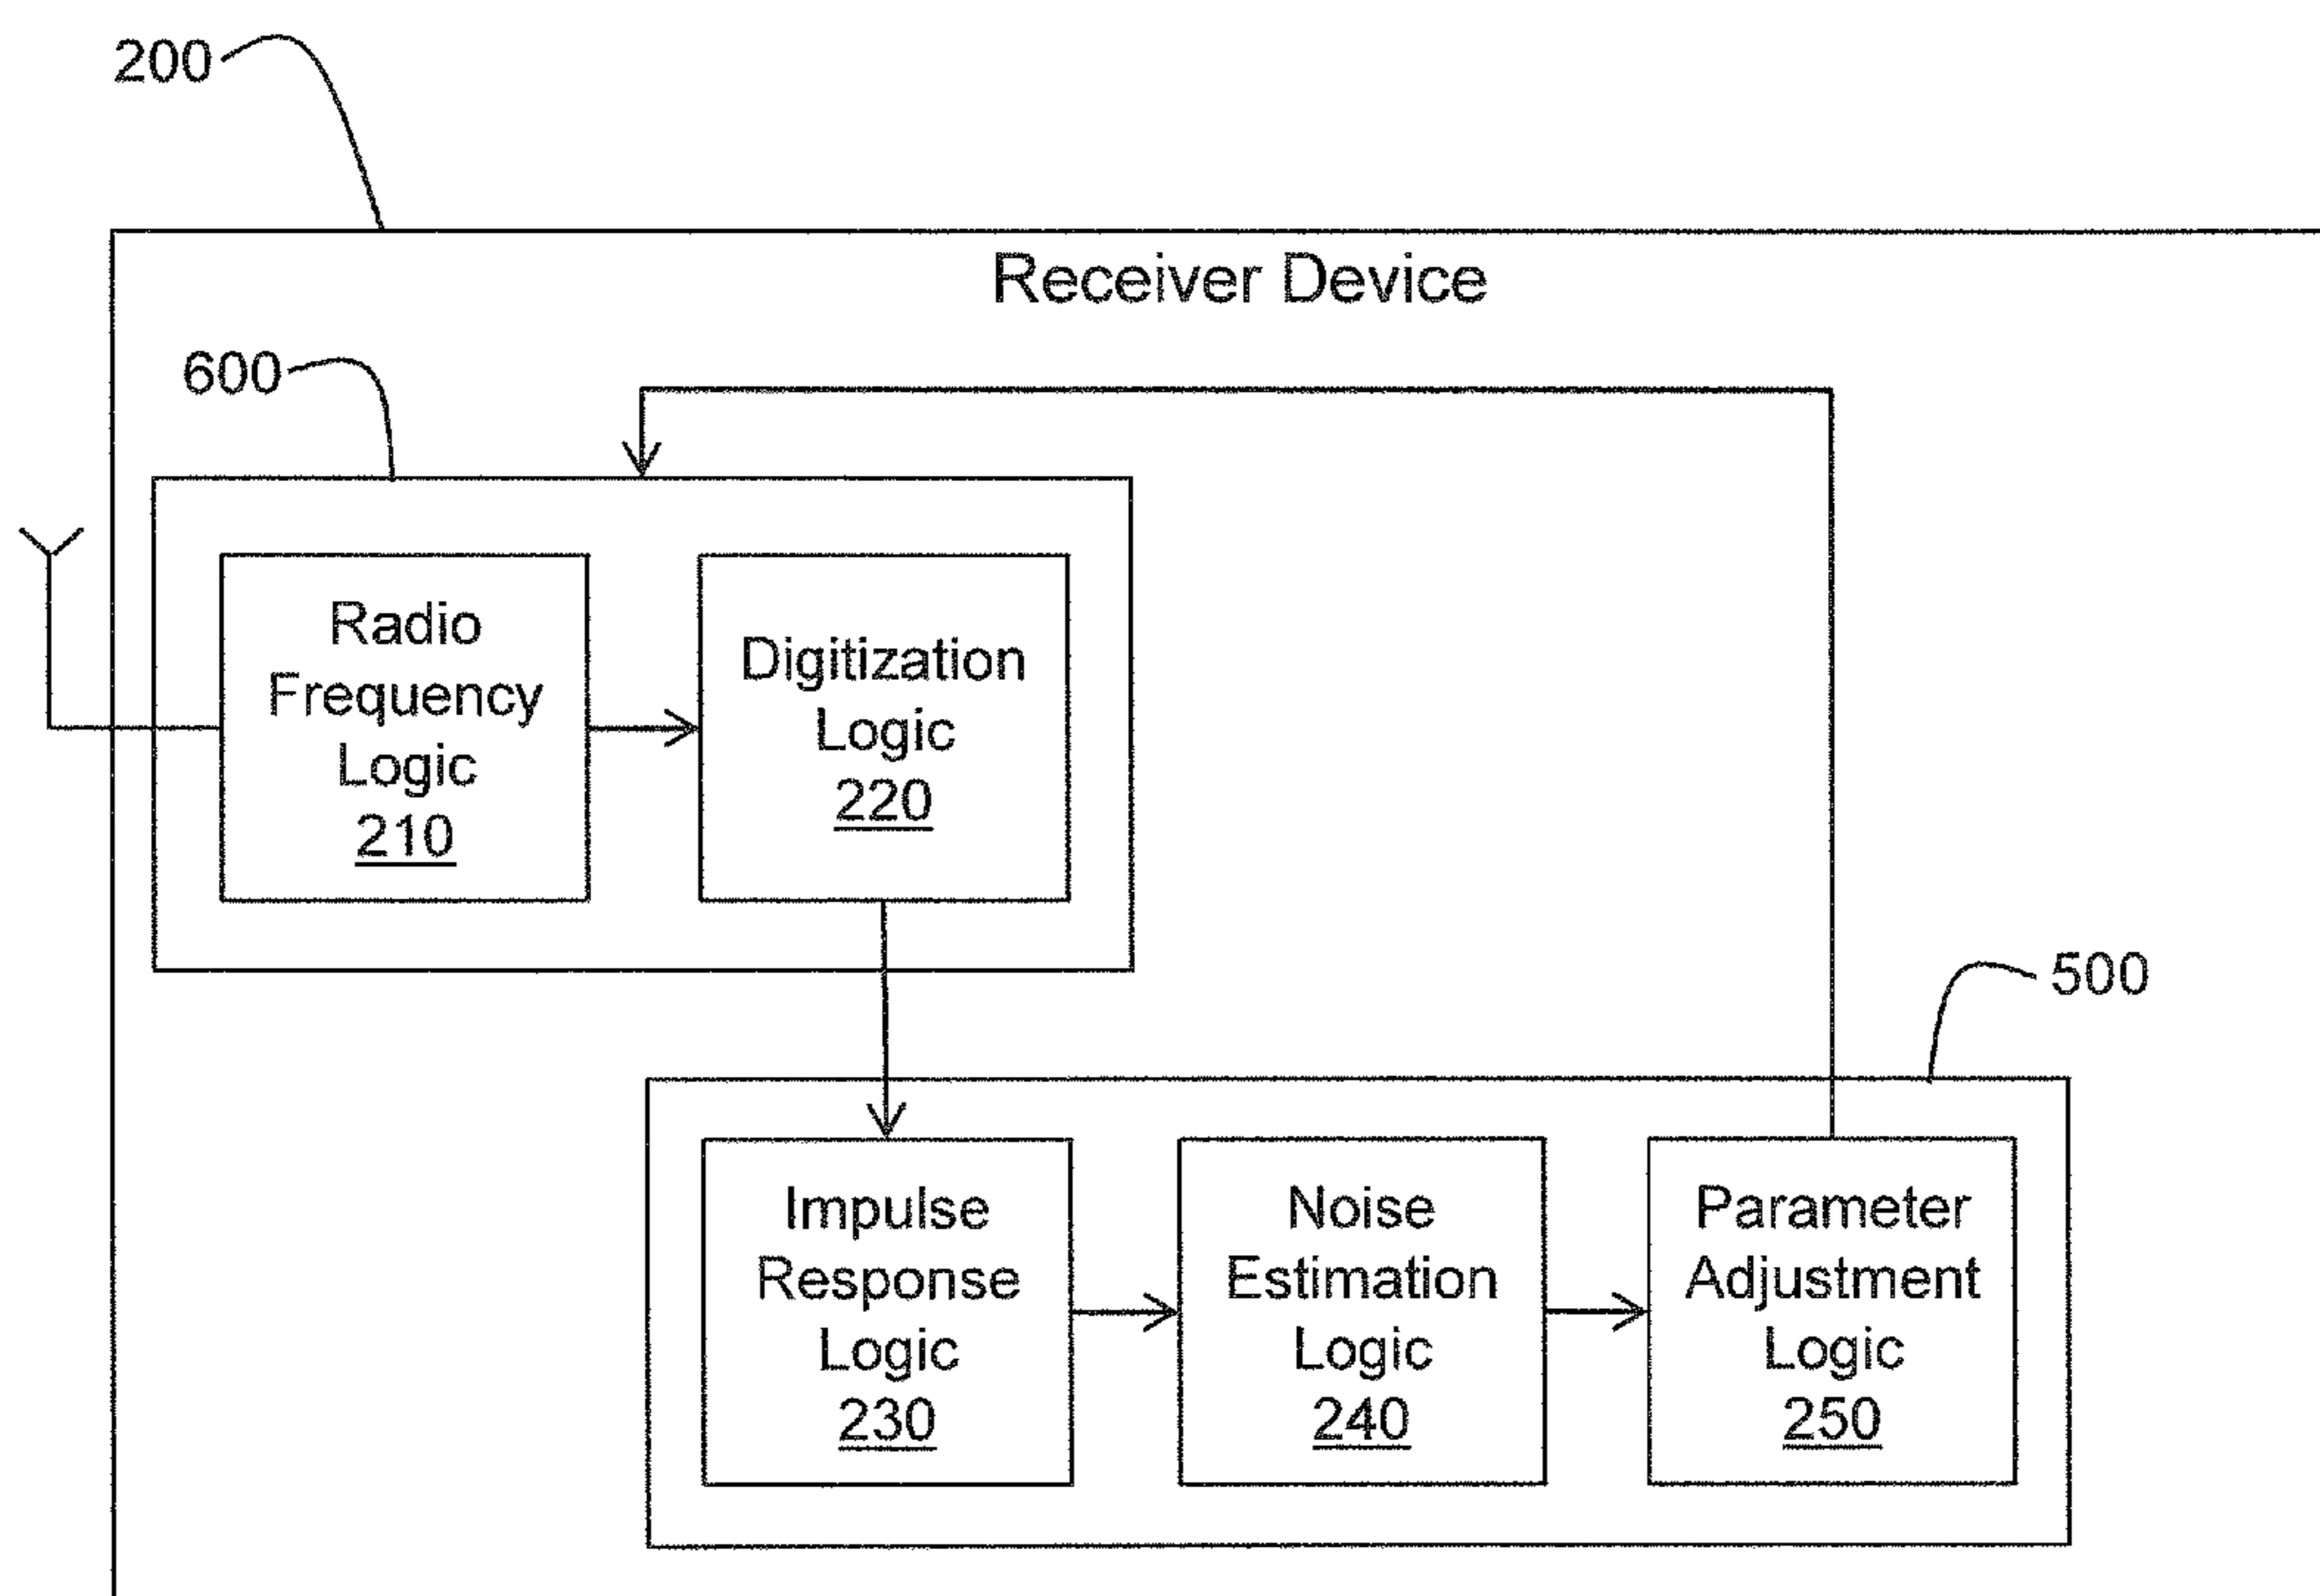 200
Receiver Device
600
Radio
Frequency
Logic
210
Digitization
Logic
220
500
Impulse
Response
Logic
230
Noise
Estimation
Logic
240
Parameter
Adjustment
Logic
250